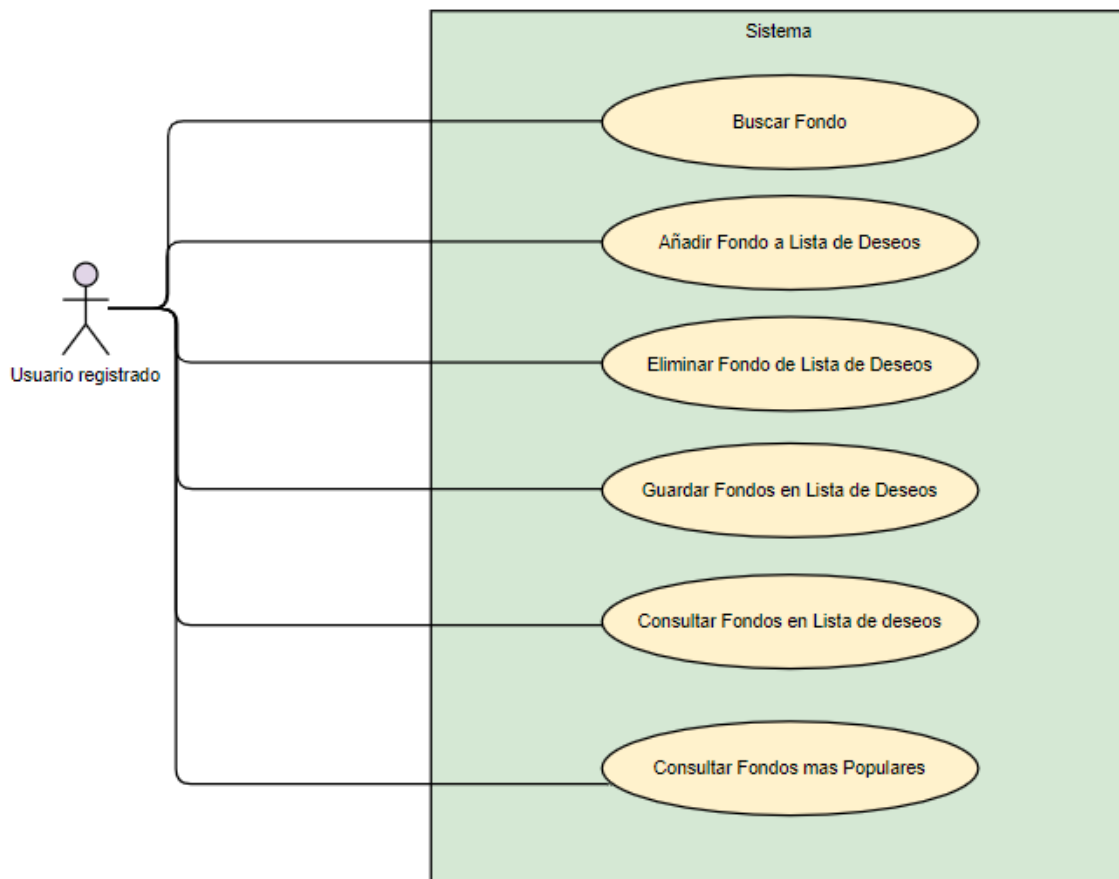 Sistema
Buscar Fondo
Añadir Fondo a Lista de Deseos
Usuario registrado
Eliminar Fondo de Lista de Deseos
Guardar Fondos en Lista de Deseos
Consultar Fondos en Lista de deseos
Consultar Fondos mas Populares